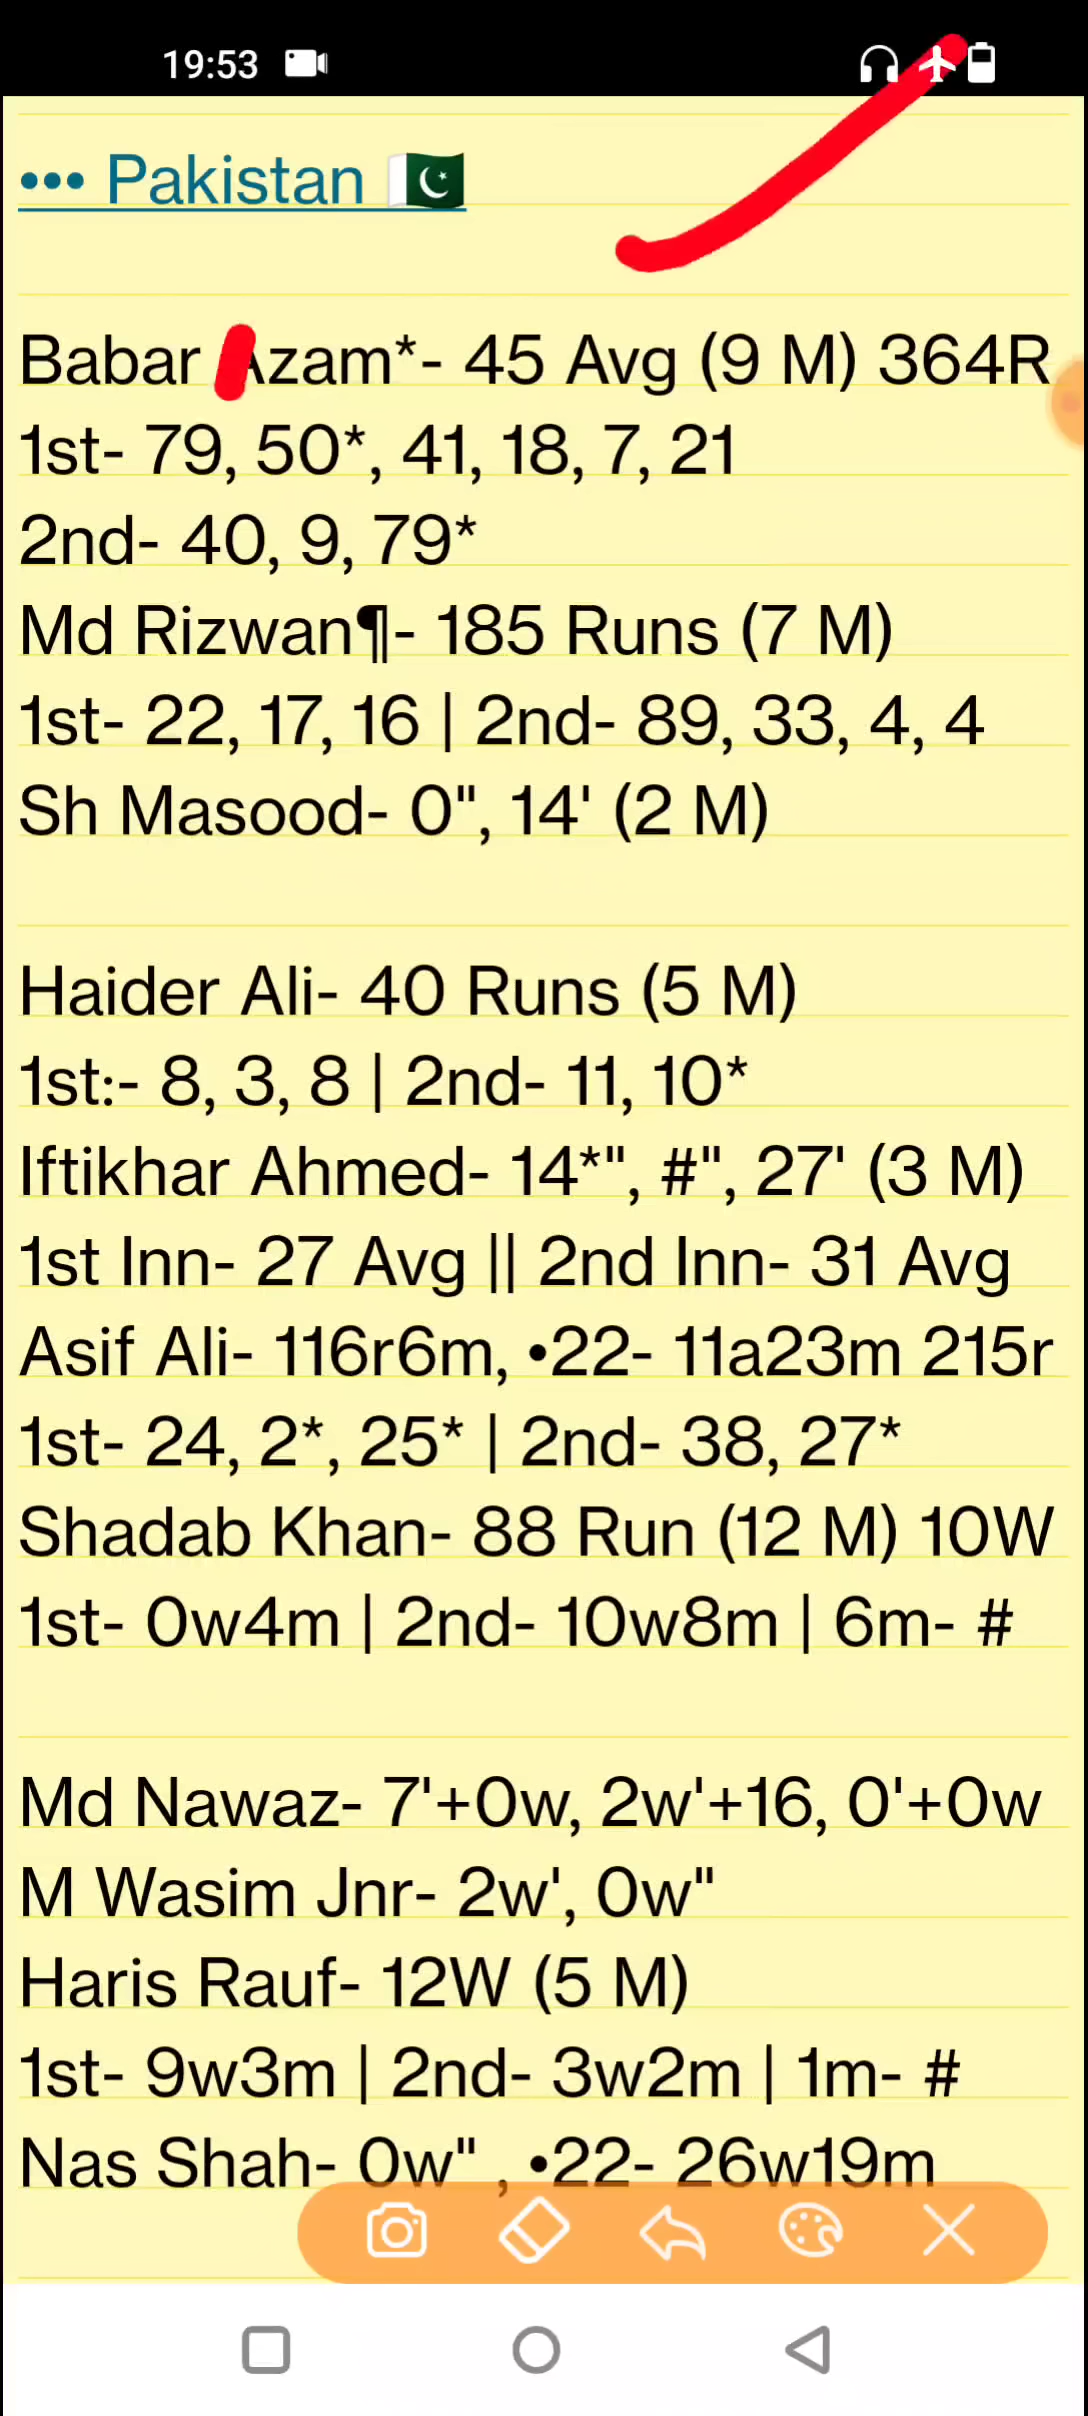 19:53
••• Pakistan 🇵🇰
Babar Azam*- 45 Avg (9 M) 364R
1st- 79, 50*, 41, 18, 7, 21
2nd- 40, 9, 79*
Md Rizwan¶- 185 Runs (7 M)
1st- 22, 17, 16 | 2nd- 89, 33, 4, 4
Sh Masood- 0", 14' (2 M)
Haider Ali- 40 Runs (5 M)
1st:- 8, 3, 8 | 2nd- 11, 10*
Iftikhar Ahmed- 14*", #", 27' (3 M)
1st Inn- 27 Avg || 2nd Inn- 31 Avg
Asif Ali- 116r6m, •22- 11a23m 215r
1st- 24, 2*, 25* | 2nd- 38, 27*
Shadab Khan- 88 Run (12 M) 10W
1st- 0w4m | 2nd- 10w8m | 6m- #
Md Nawaz- 7'+0w, 2w'+16, 0'+0w
M Wasim Jnr- 2w', 0w"
Haris Rauf- 12W (5 M)
1st- 9w3m | 2nd- 3w2m | 1m- #
Nas Shah- 0w" , •22- 26w19m